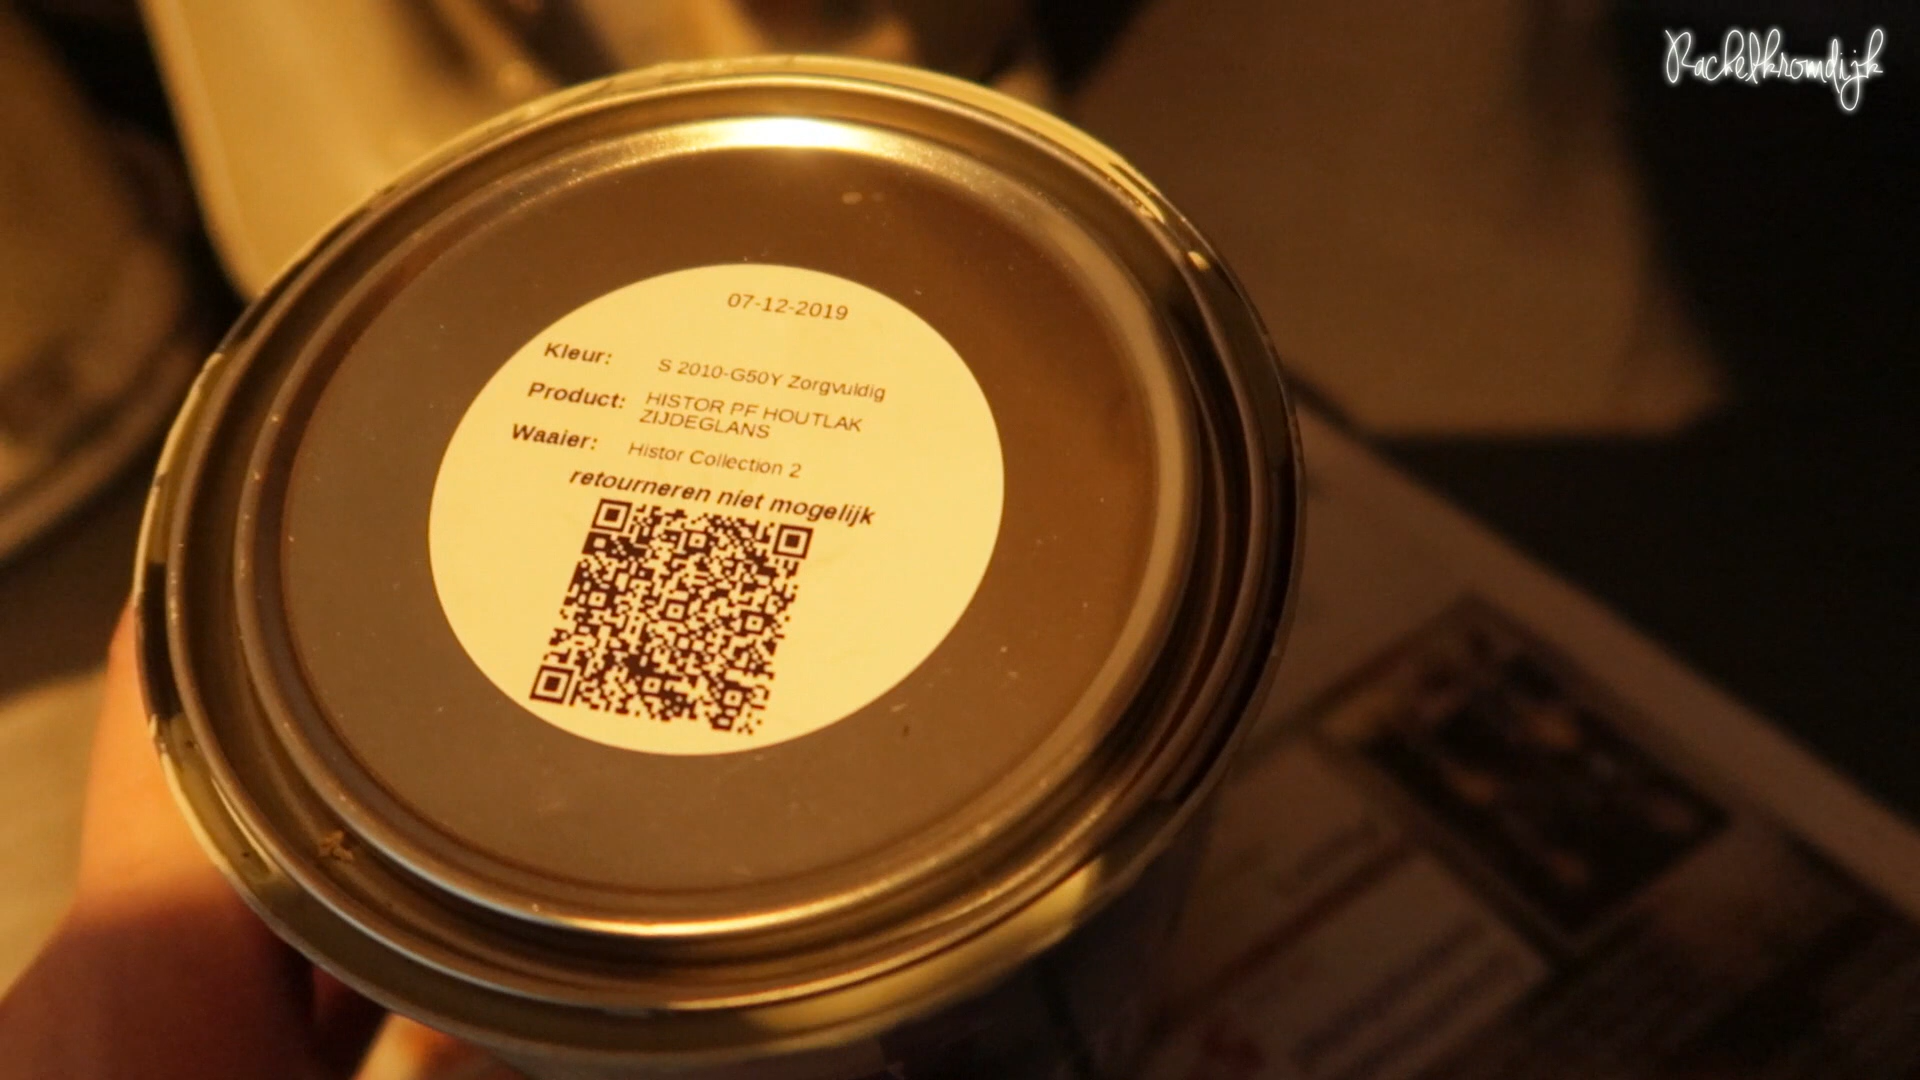 Rachelkromdijk
07-12-2019
Kleur: S 2010-G50Y Zorgvuldig
Product: HISTOR PF HOUTLAK
ZIJDEGLANS
Waaier: Histor Collection 2
retourneren niet mogelijk